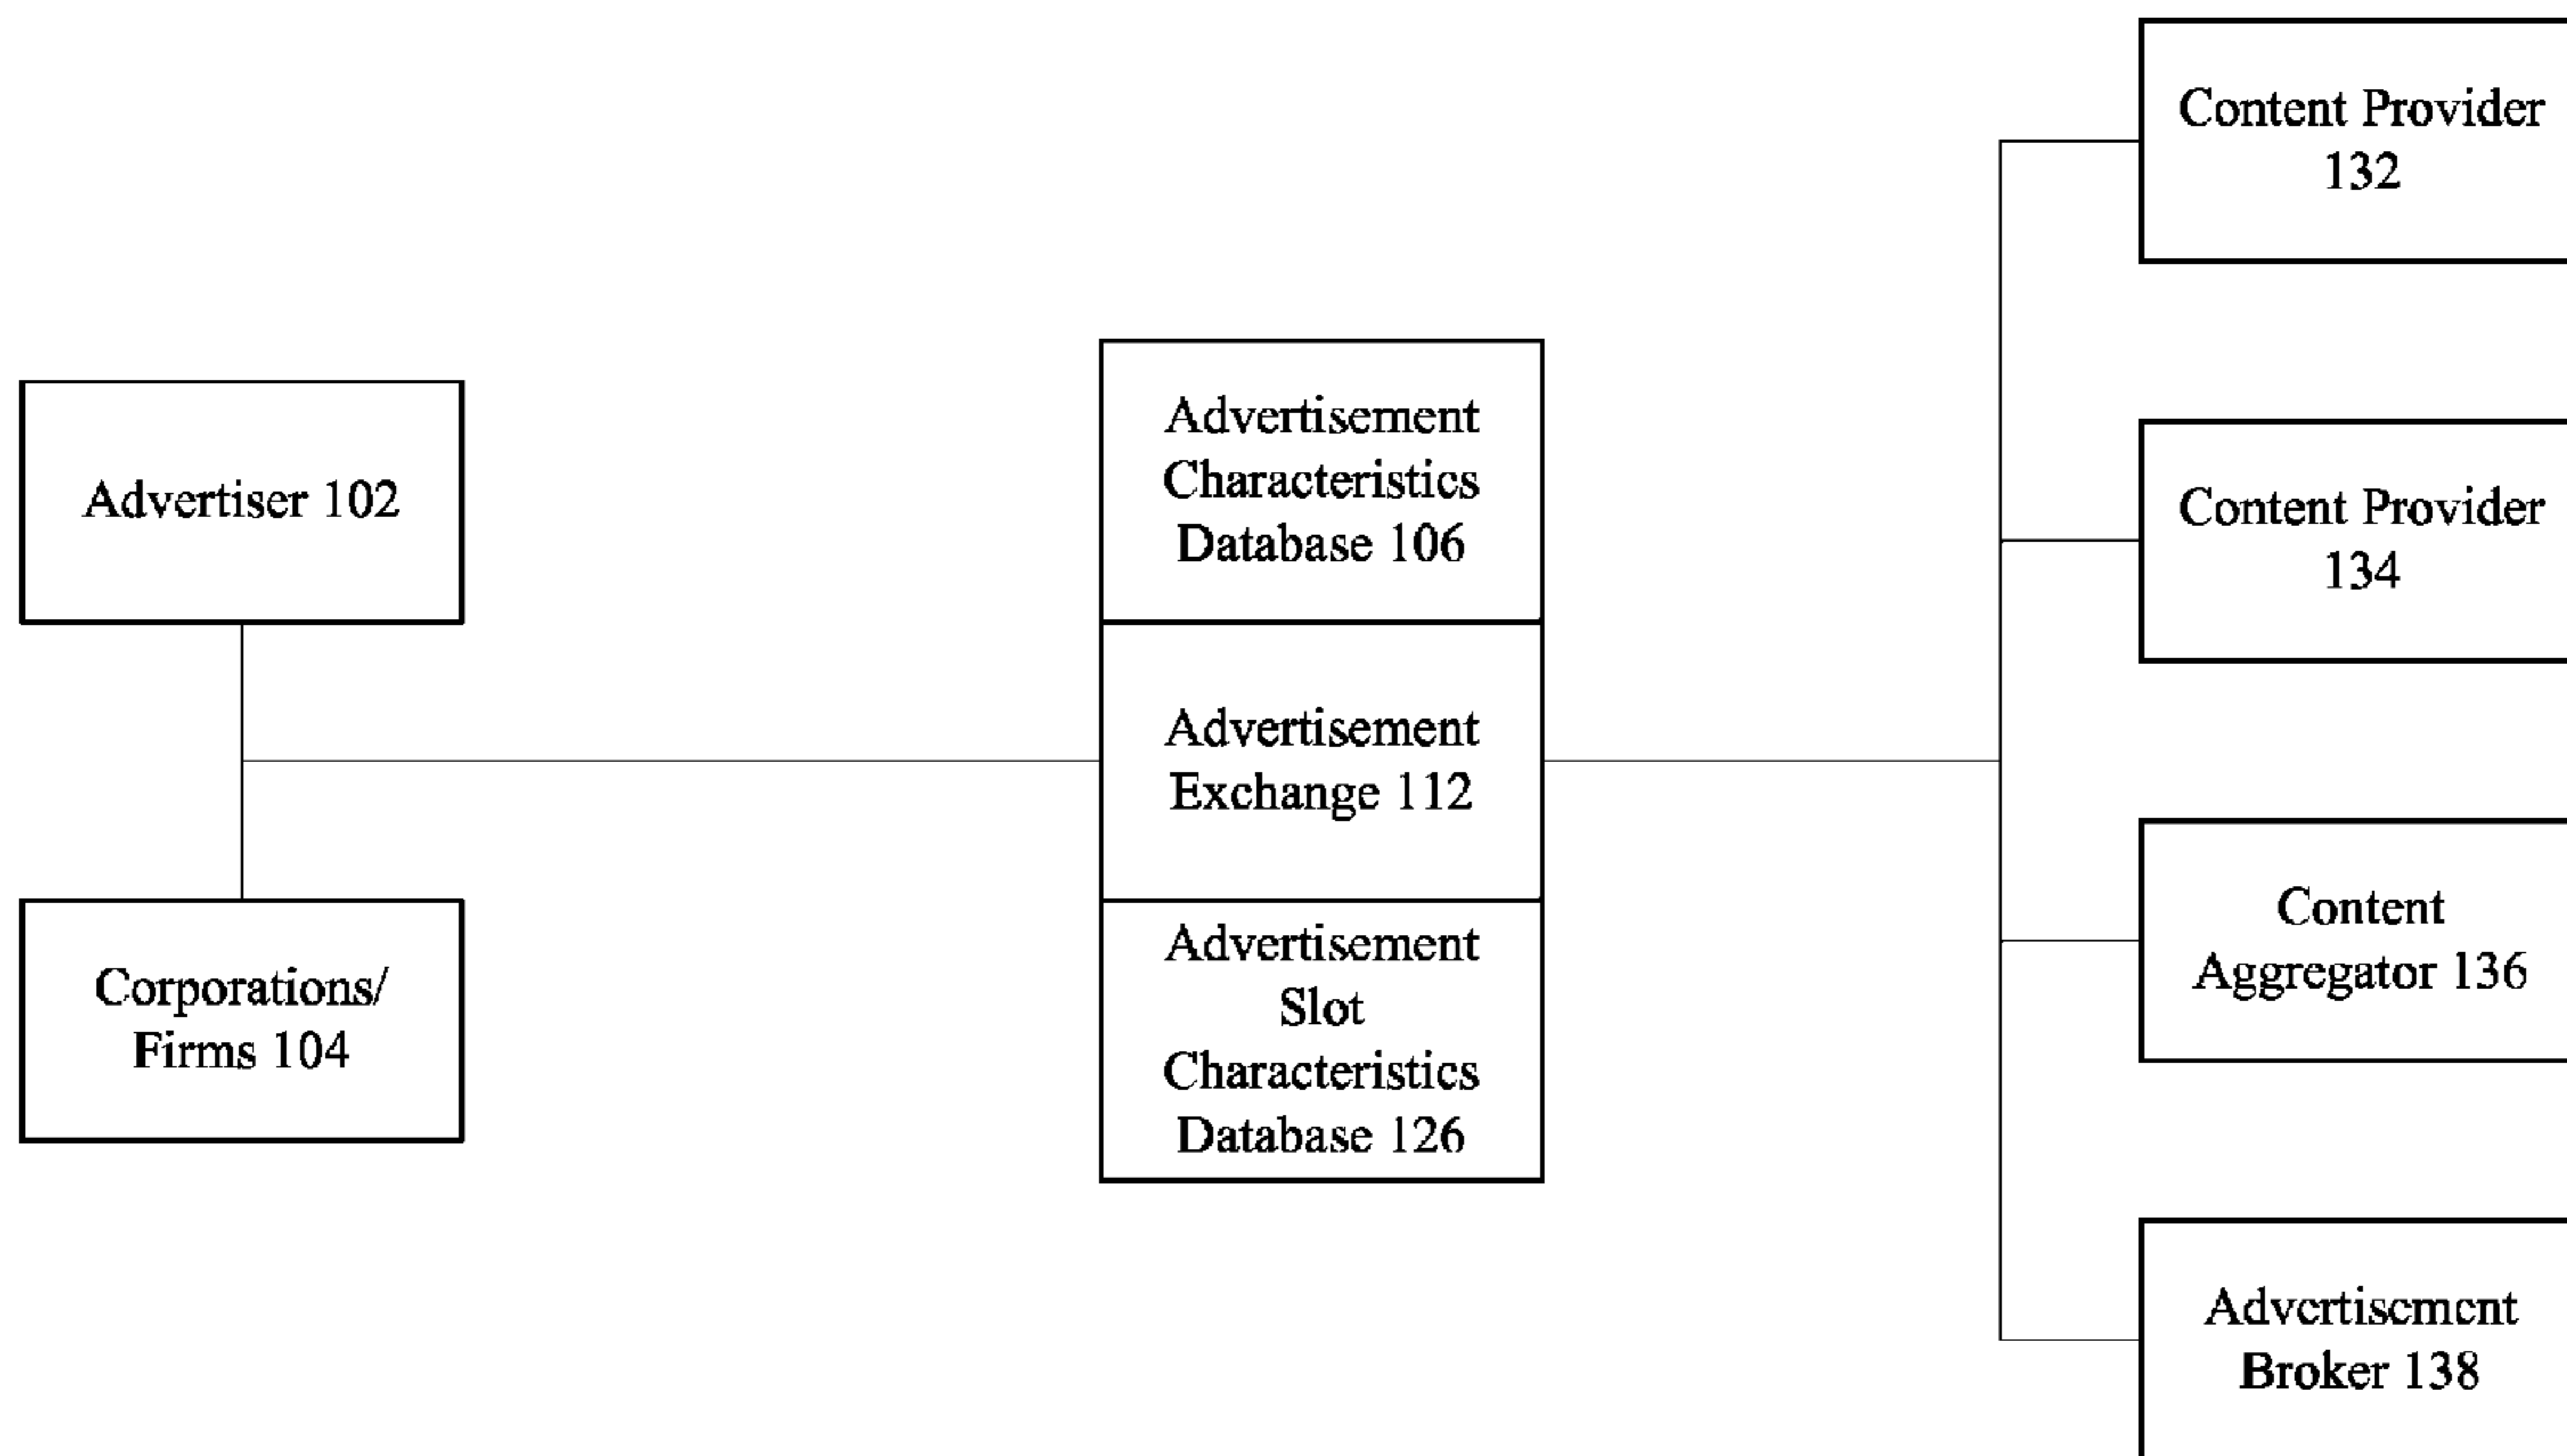 Advertiser 102
Corporations/
Firms 104
Advertisement
Characteristics
Database 106
Advertisement
Exchange 112
Advertisement
Slot
Characteristics
Database 126
Content Provider
132
Content Provider
134
Content
Aggregator 136
Advertisement
Broker 138